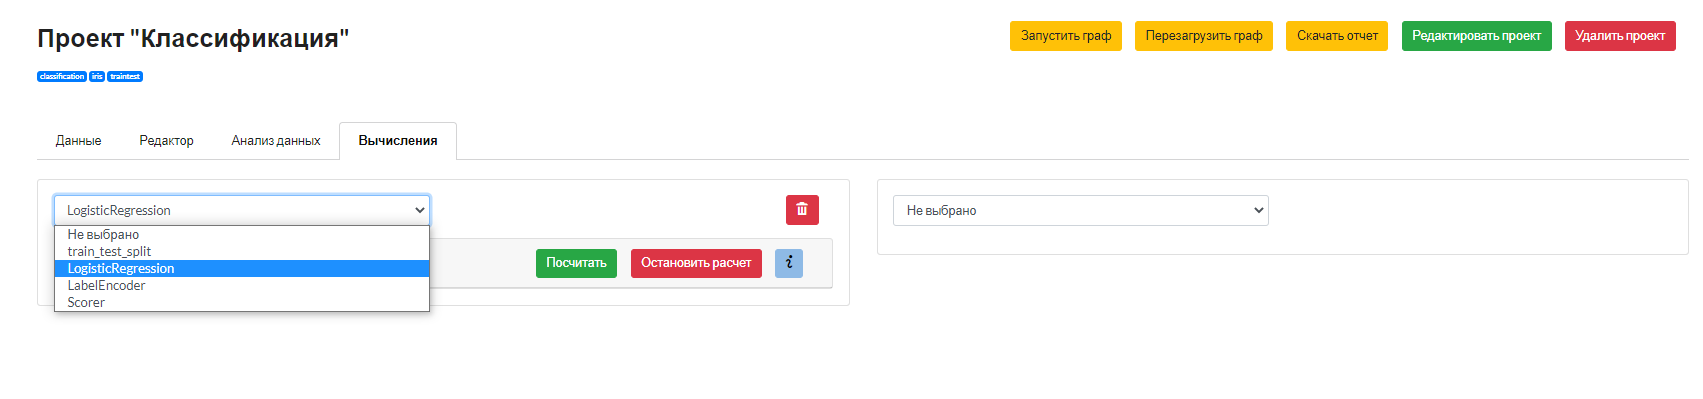 Проект "Классификация"
Запустить граф
Перезагрузить граф
Скачать отчет
Редактировать проект
Удалить проект
classification iris traintest
Данные
Редактор
Анализ данных
Вычисления
LogisticRegression
Не выбрано
train_test_split
LogisticRegression
LabelEncoder
Scorer
Посчитать
Остановить расчет
i
Не выбрано